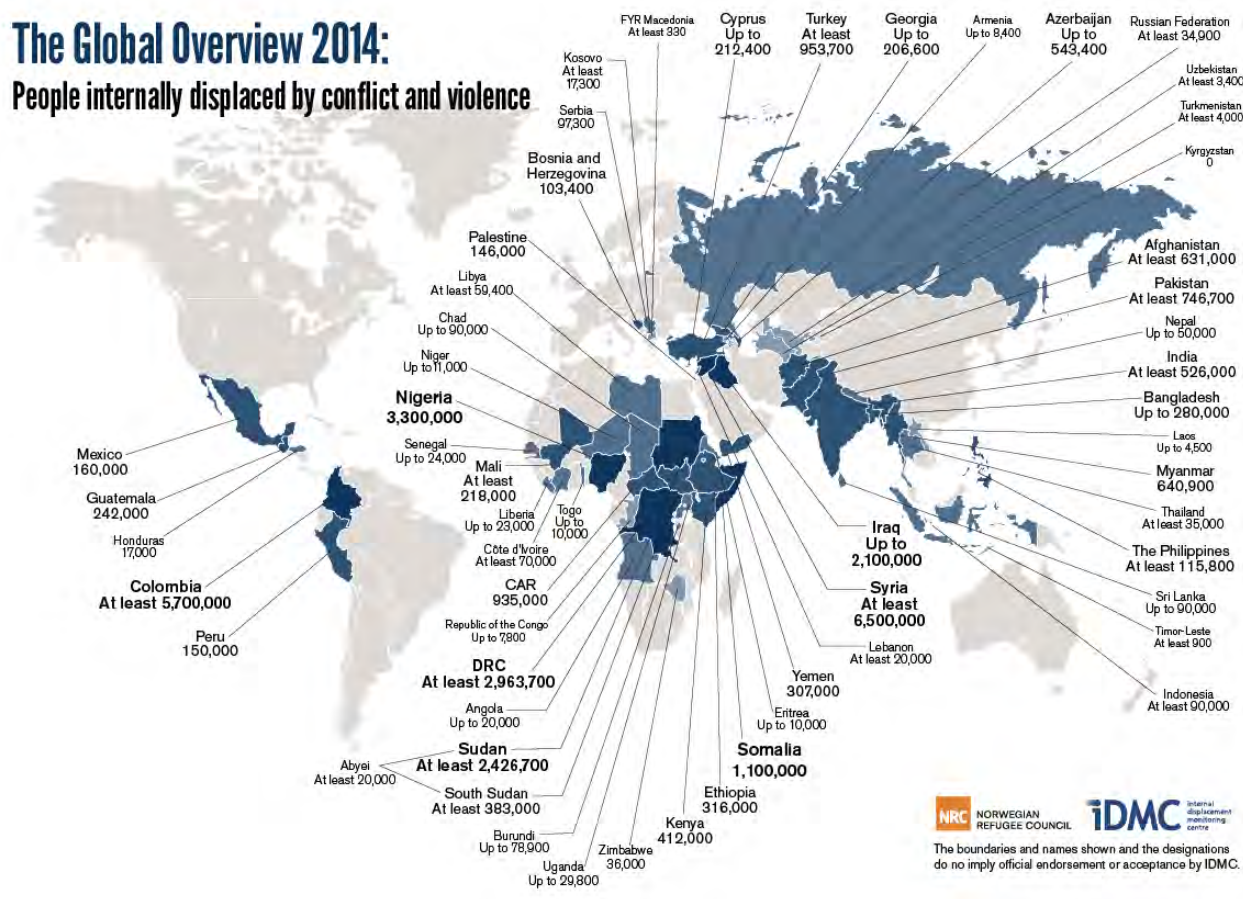 The Global Overview 2014:
People internally displaced by conflict and violence
FYR Macedonia
At least 330
Cyprus
Up to
212,400
Turkey
At least
953,700
Georgia
Up to
206,600
Armenia
Up to 8,400
Azerbaijan
Up to
543,400
Russian Federation
At least 34,900
Kosovo
At least
17,300
Uzbekistan
At least 3,400
Serbia
97,300
Turkmenistan
At least 4,000
Kyrgyzstan
0
Bosnia and
Herzegovina
103,400
Palestine
146,000
Libya
At least 59,400
Chad
Up to 90,000
Niger
Up to 11,000
Nigeria
3,300,000
Senegal
Up to 24,000
Mali
At least
218,000
Liberia
Up to 23,000
Togo
Up to
10,000
Côte d'Ivoire
At least 70,000
CAR
935,000
Republic of the Congo
Up to 7,800
DRC
At least 2,963,700
Angola
Up to 20,000
Sudan
At least 2,426,700
Abyei
At least 20,000
South Sudan
At least 383,000
Burundi
Up to 78,900
Uganda
Up to 29,800
Zimbabwe
36,000
Kenya
412,000
Ethiopia
316,000
Somalia
1,100,000
Eritrea
Up to 10,000
Yemen
307,000
Lebanon
At least 20,000
Syria
At least
6,500,000
Iraq
Up to
2,100,000
Mexico
160,000
Guatemala
242,000
Honduras
17,000
Colombia
At least 5,700,000
Peru
150,000
Afghanistan
At least 631,000
Pakistan
At least 746,700
Nepal
Up to 50,000
India
At least 526,000
Bangladesh
Up to 280,000
Laos
Up to 4,500
Myanmar
640,900
Thailand
At least 35,000
The Philippines
At least 115,800
Sri Lanka
Up to 90,000
Timor-Leste
At least 900
Indonesia
At least 90,000
NRC
NORWEGIAN
REFUGEE COUNCIL
iDMC
internal
displacement
monitoring
centre
The boundaries and names shown and the designations
do no imply official endorsement or acceptance by IDMC.